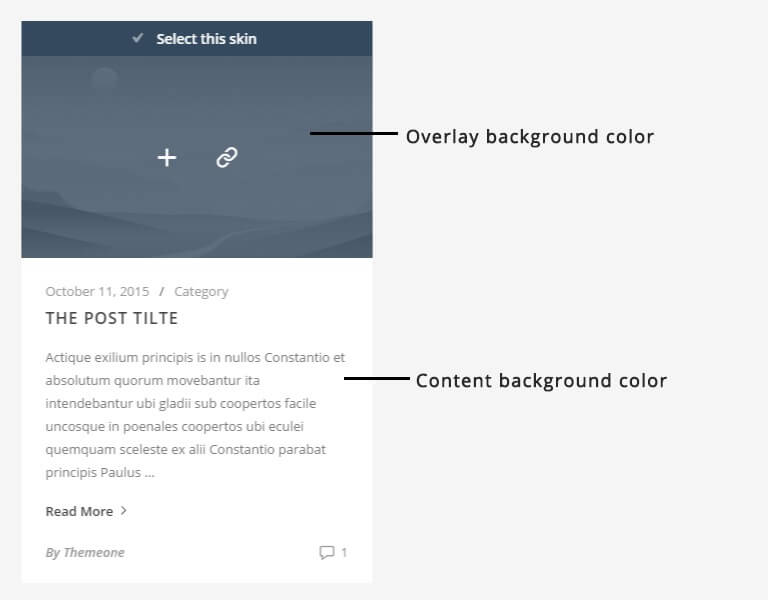 Select this skin
Overlay background color
October 11, 2015 / Category
THE POST TILTE
Actique exilium principis is in nullos Constantio et
absolutum quorum movebantur ita
intendebantur ubi gladii sub coopertos facile
uncosque in poenales coopertos ubi eculei
quemquam sceleste ex alii Constantio parabat
principis Paulus ...
Content background color
Read More
By Themeone
1